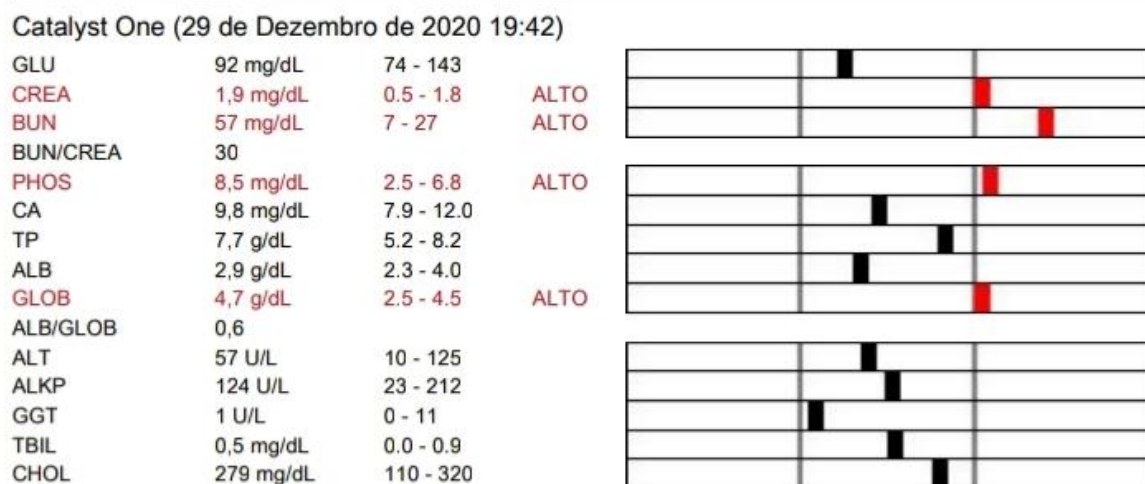 Catalyst One (29 de Dezembro de 2020 19:42)
GLU 92 mg/dL 74 - 143
CREA 1,9 mg/dL 0.5 - 1.8 ALTO
BUN 57 mg/dL 7 - 27 ALTO
BUN/CREA 30
PHOS 8,5 mg/dL 2.5 - 6.8 ALTO
CA 9,8 mg/dL 7.9 - 12.0
TP 7,7 g/dL 5.2 - 8.2
ALB 2,9 g/dL 2.3 - 4.0
GLOB 4,7 g/dL 2.5 - 4.5 ALTO
ALB/GLOB 0,6
ALT 57 U/L 10 - 125
ALKP 124 U/L 23 - 212
GGT 1 U/L 0 - 11
TBIL 0,5 mg/dL 0.0 - 0.9
CHOL 279 mg/dL 110 - 320